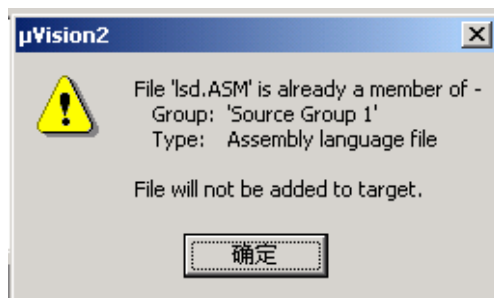 µVision2
File 'lsd.ASM' is already a member of -
Group: 'Source Group 1'
Type: Assembly language file
File will not be added to target.
确定